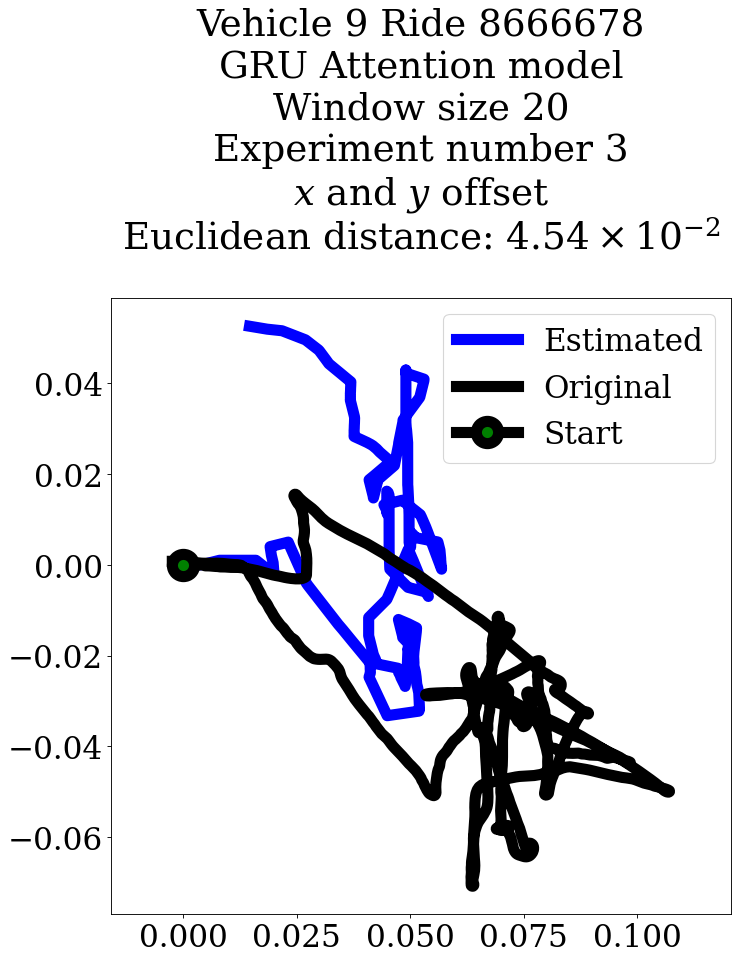 Vehicle 9 Ride 8666678
GRU Attention model
Window size 20
Experiment number 3
x and y offset
Euclidean distance: 4.54 × 10⁻²
Estimated
Original
Start
0.04
0.02
0.00
−0.02
−0.04
−0.06
0.000 0.025 0.050 0.075 0.100